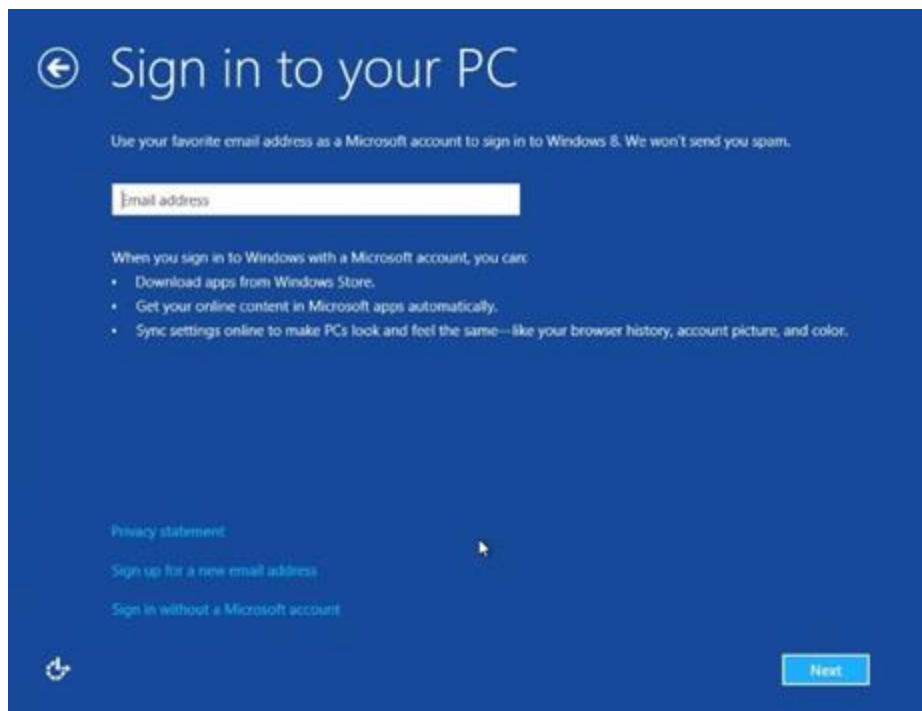 Sign in to your PC
Use your favorite email address as a Microsoft account to sign in to Windows 8. We won't send you spam.
Email address
When you sign in to Windows with a Microsoft account, you can:
• Download apps from Windows Store.
• Get your online content in Microsoft apps automatically.
• Sync settings online to make PCs look and feel the same—like your browser history, account picture, and color.
Privacy statement
Sign up for a new email address
Sign in without a Microsoft account
Next